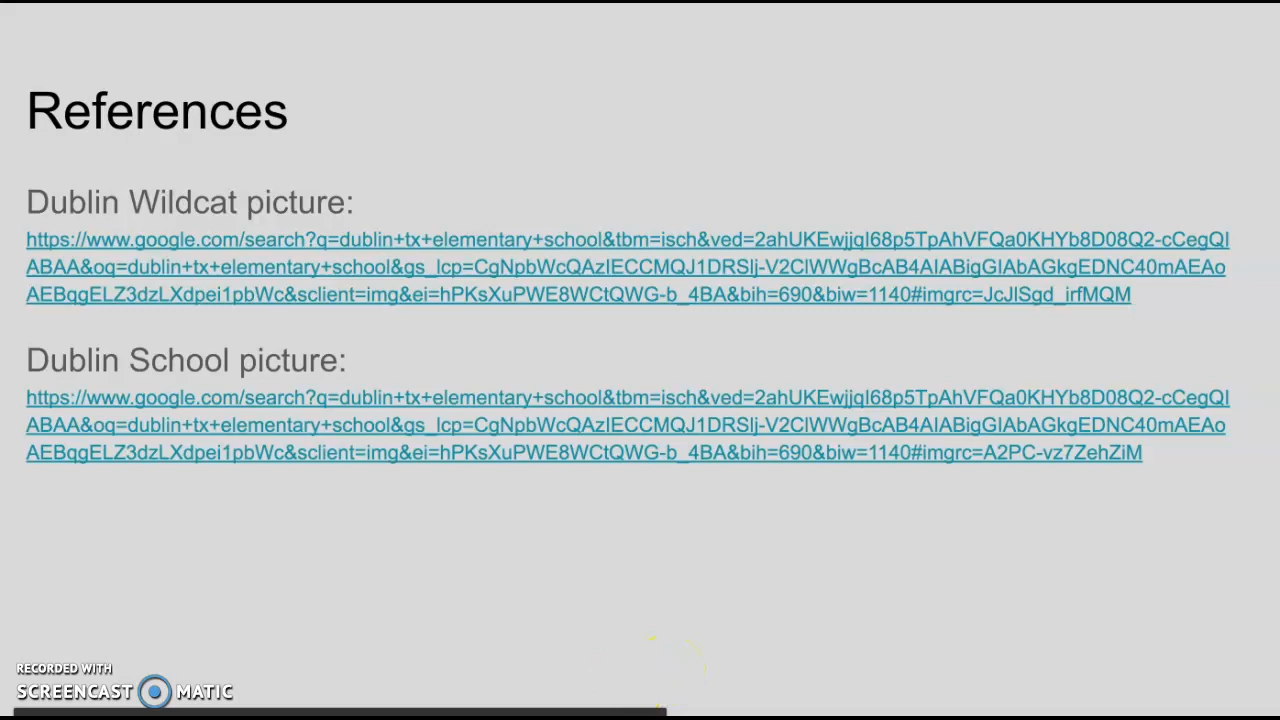 References
Dublin Wildcat picture:
https://www.google.com/search?q=dublin+tx+elementary+school&tbm=isch&ved=2ahUKEwjjqI68p5TpAhVFQa0KHYb8D08Q2-cCegQI
ABAA&oq=dublin+tx+elementary+school&gs_lcp=CgNpbWcQAzIECCMQJ1DRSlj-V2ClWWgBcAB4AIABigGIAbAGkgEDNC40mAEAo
AEBqgELZ3dzLXdpei1pbWc&sclient=img&ei=hPKsXuPWE8WCtQWG-b_4BA&bih=690&biw=1140#imgrc=JcJlSgd_irfMQM
Dublin School picture:
https://www.google.com/search?q=dublin+tx+elementary+school&tbm=isch&ved=2ahUKEwjjqI68p5TpAhVFQa0KHYb8D08Q2-cCegQI
ABAA&oq=dublin+tx+elementary+school&gs_lcp=CgNpbWcQAzIECCMQJ1DRSlj-V2ClWWgBcAB4AIABigGIAbAGkgEDNC40mAEAo
AEBqgELZ3dzLXdpei1pbWc&sclient=img&ei=hPKsXuPWE8WCtQWG-b_4BA&bih=690&biw=1140#imgrc=A2PC-vz7ZehZiM
RECORDED WITH
SCREENCAST MATIC